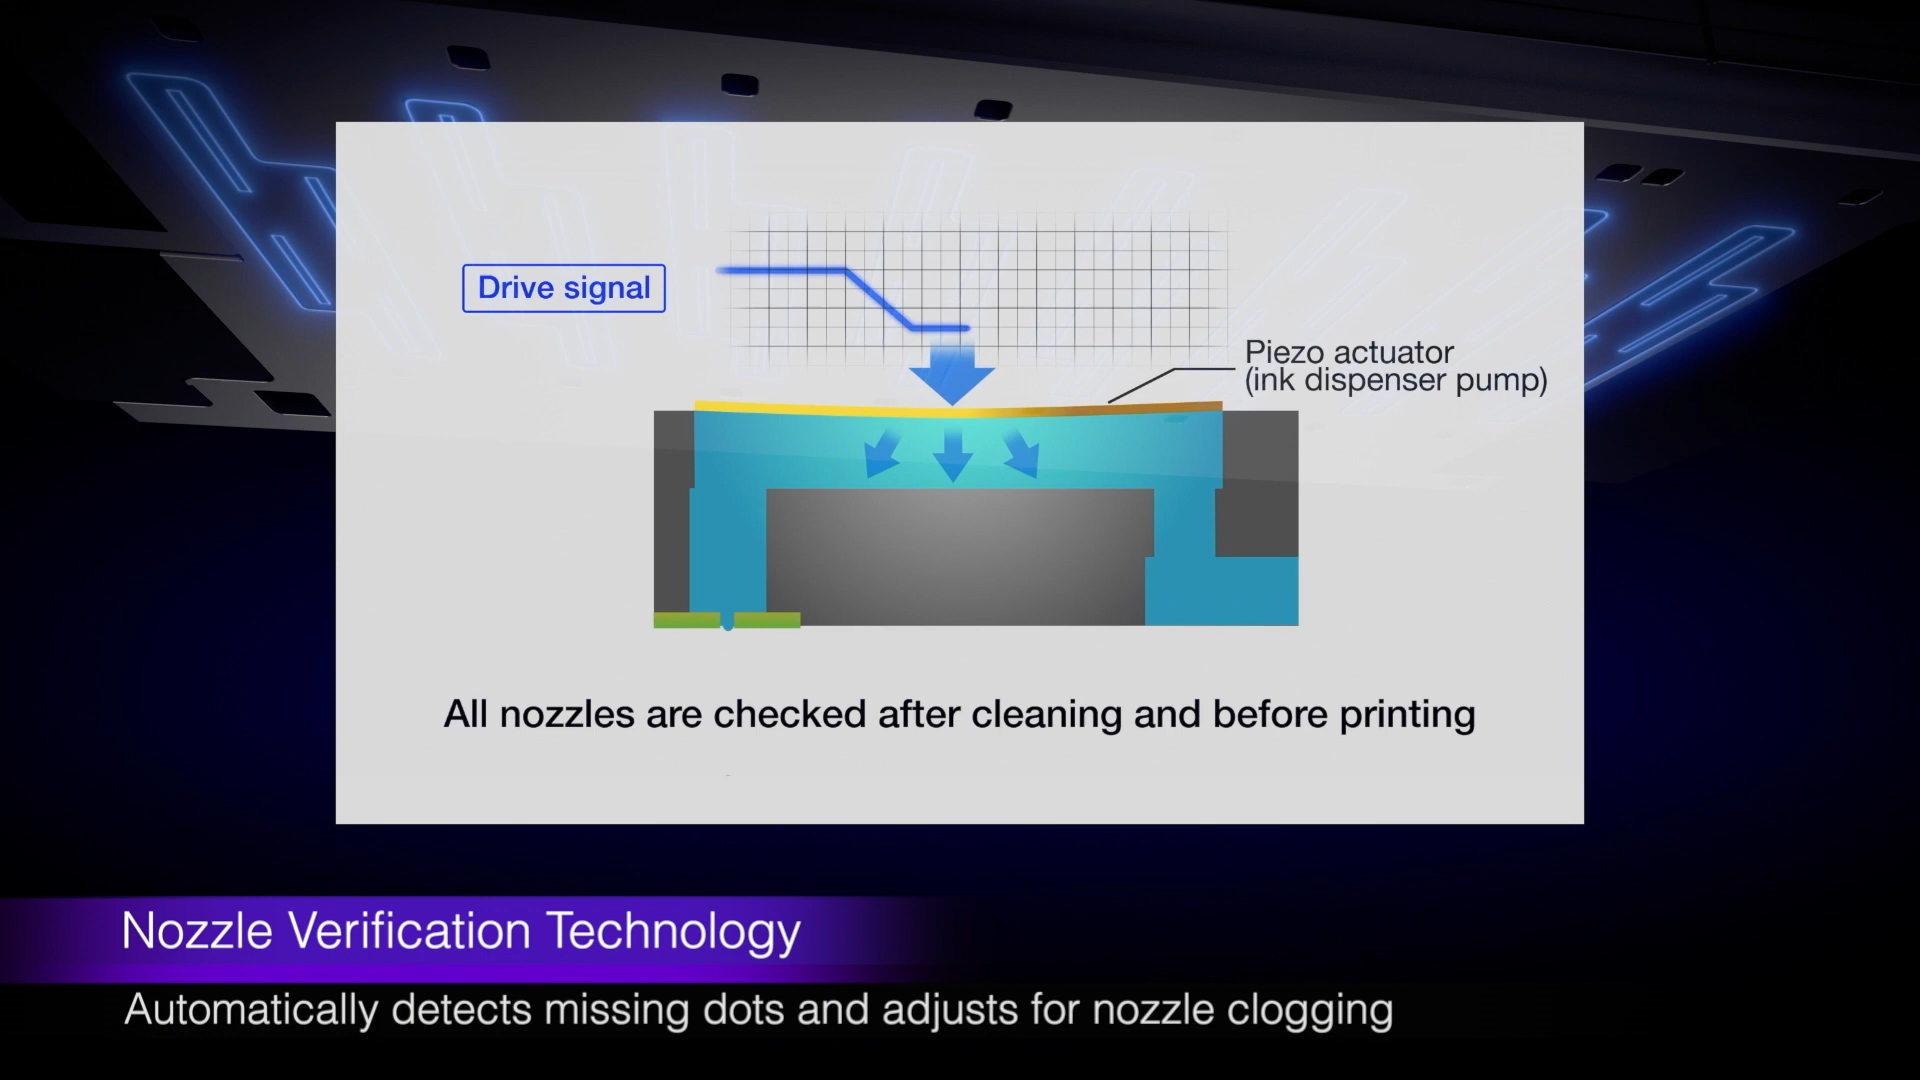 Drive signal
Piezo actuator
(ink dispenser pump)
All nozzles are checked after cleaning and before printing
Nozzle Verification Technology
Automatically detects missing dots and adjusts for nozzle clogging